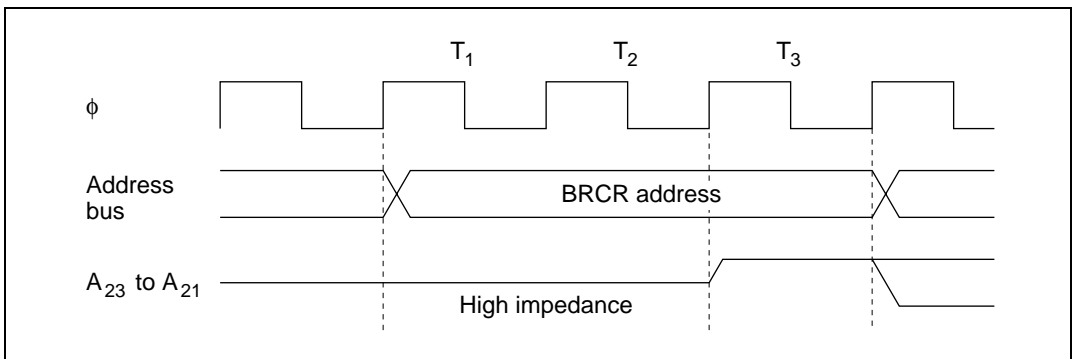 T1 T2 T3
φ
Address
bus
BRCR address
A23 to A21
High impedance